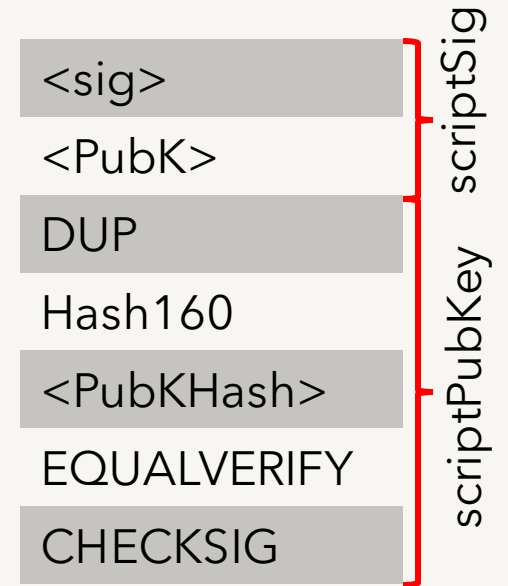 <sig>
<PubK>
DUP
Hash160
<PubKHash>
EQUALVERIFY
CHECKSIG
scriptSig
scriptPubKey